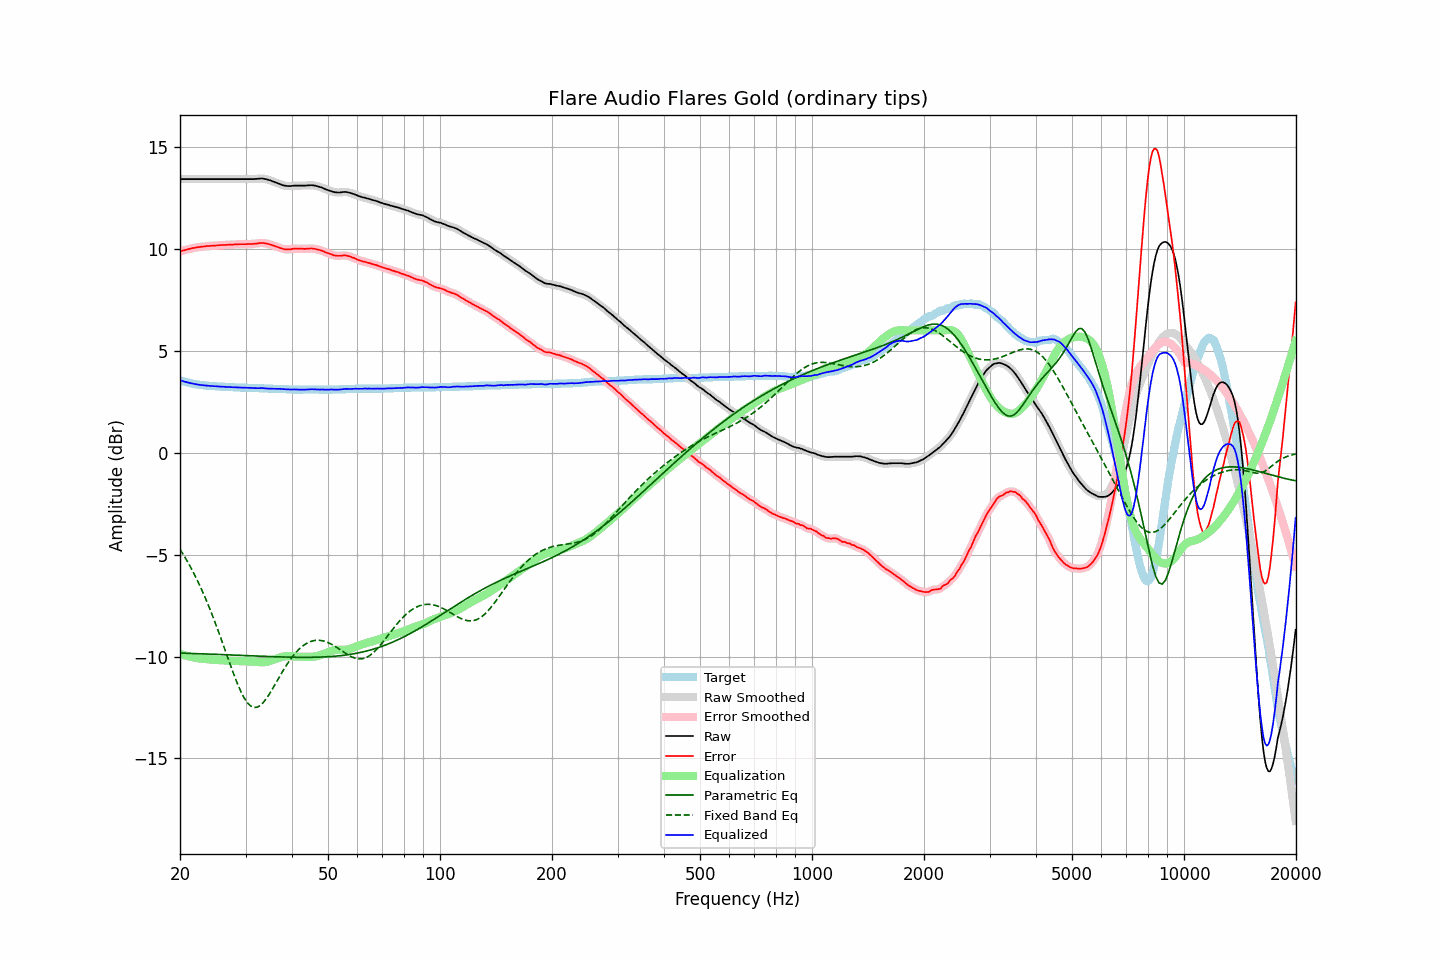 Flare Audio Flares Gold (ordinary tips)
Amplitude (dBr)
15
10
5
0
−5
−10
−15
Target
Raw Smoothed
Error Smoothed
Raw
Error
Equalization
Parametric Eq
Fixed Band Eq
Equalized
20 50 100 200 500 1000 2000 5000 10000 20000
Frequency (Hz)